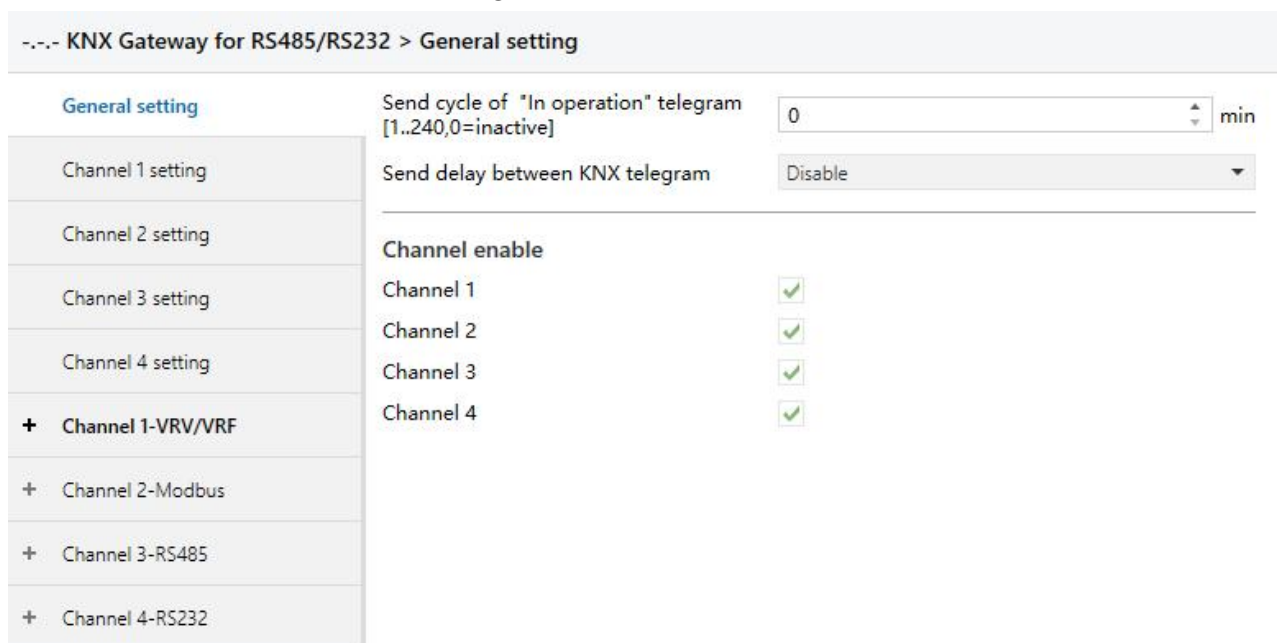 -.-.- KNX Gateway for RS485/RS232 > General setting
General setting
Channel 1 setting
Channel 2 setting
Channel 3 setting
Channel 4 setting
+ Channel 1-VRV/VRF
+ Channel 2-Modbus
+ Channel 3-RS485
+ Channel 4-RS232
Send cycle of "In operation" telegram
[1..240,0=inactive]
0 min
Send delay between KNX telegram Disable
Channel enable
Channel 1
Channel 2
Channel 3
Channel 4